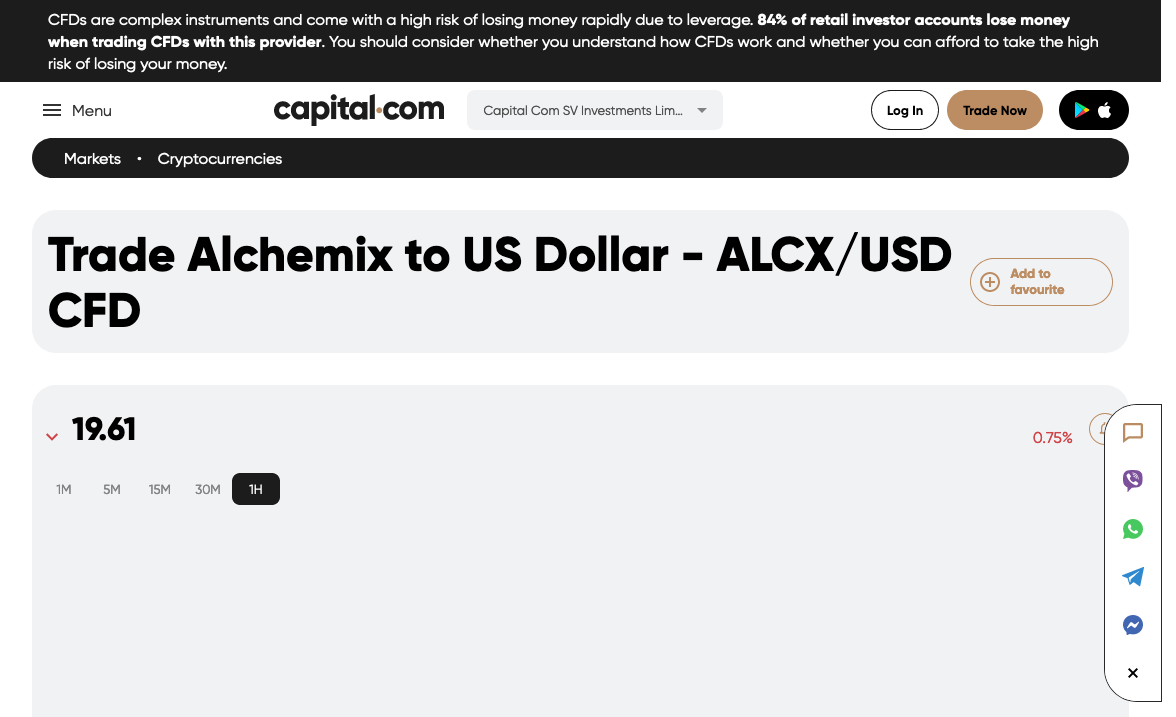 CFDs are complex instruments and come with a high risk of losing money rapidly due to leverage. 84% of retail investor accounts lose money
when trading CFDs with this provider. You should consider whether you understand how CFDs work and whether you can afford to take the high
risk of losing your money.
Menu
capital.com
Capital Com SV Investments Lim...
Log In
Trade Now
Markets • Cryptocurrencies
Trade Alchemix to US Dollar - ALCX/USD
CFD
Add to
favourite
19.61
0.75%
1M 5M 15M 30M 1H